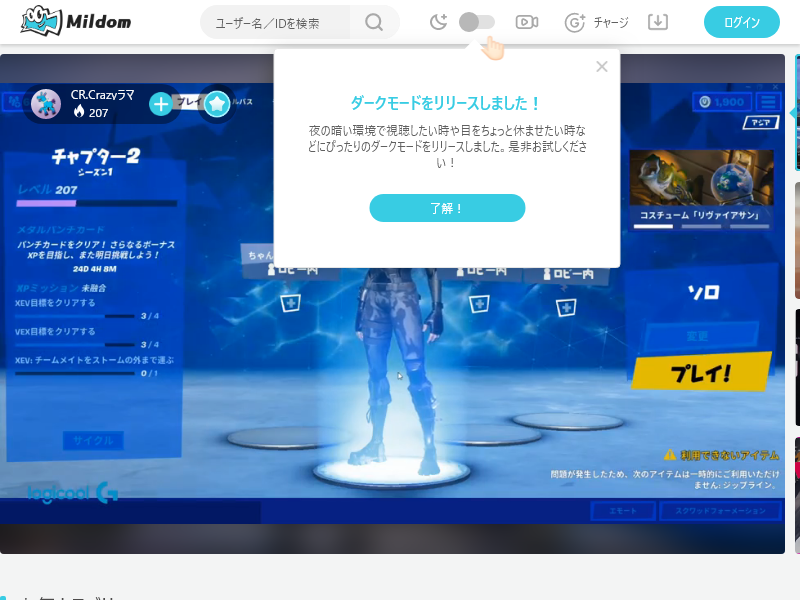 Mildom
ユーザー名／IDを検索
チャージ
ログイン
CR.Crazyラマ
207
プレイ
ルパス
1,900
アジア
ダークモードをリリースしました！
夜の暗い環境で視聴したい時や目をちょっと休ませたい時な
どにぴったりのダークモードをリリースしました。是非お試しくださ
い！
了解！
チャプター2
シーズン1
レベル 207
メダルパンチカード
パンチカードをクリア！ さらなるボーナス
XPを目指し、また明日挑戦しよう！
24D 4H 8M
XPミッション 未融合
XEV目標をクリアする
3 / 4
VEX目標をクリアする
3 / 4
XEV: チームメイトをストームの外まで運ぶ
0 / 1
サイクル
ちゃん
ロビー内
ロビー内
ロビー内
コスチューム「リヴァイアサン」
ソロ
変更
プレイ！
利用できないアイテム
問題が発生したため、次のアイテムは一時的にご利用いただけ
ません: ジップライン。
logicool G
エモート
スクワッドフォーメーション